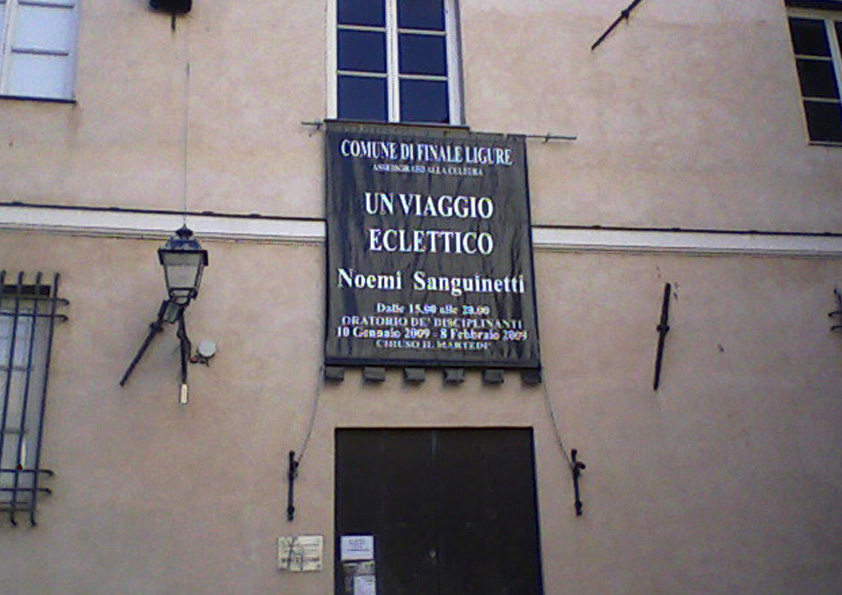 COMUNE DI FINALE LIGURE
ASSESSORATO ALLA CULTURA
UN VIAGGIO
ECLETTICO
Noemi Sanguinetti
Dalle 15.00 alle 20.00
ORATORIO DE' DISCIPLINANTI
10 Gennaio 2009 - 8 Febbraio 2009
CHIUSO IL MARTEDI'